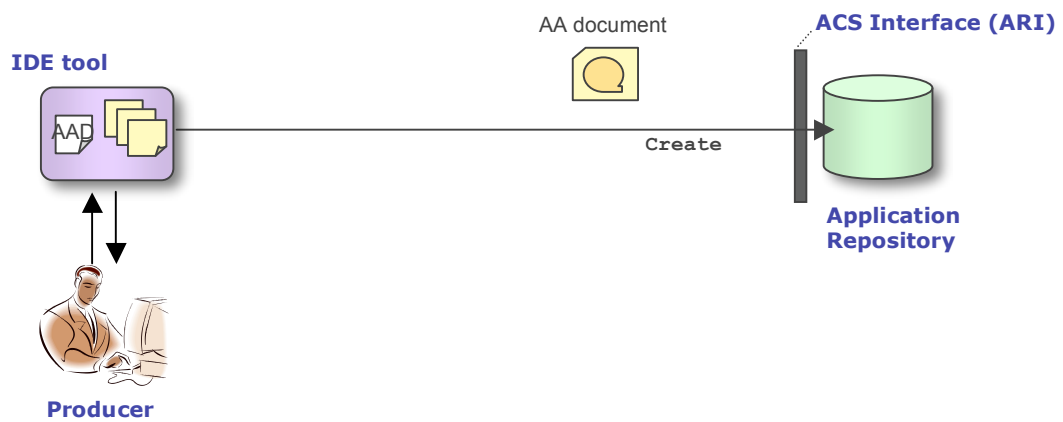 AA document
ACS Interface (ARI)
IDE tool
AAD
Create
Application
Repository
Producer